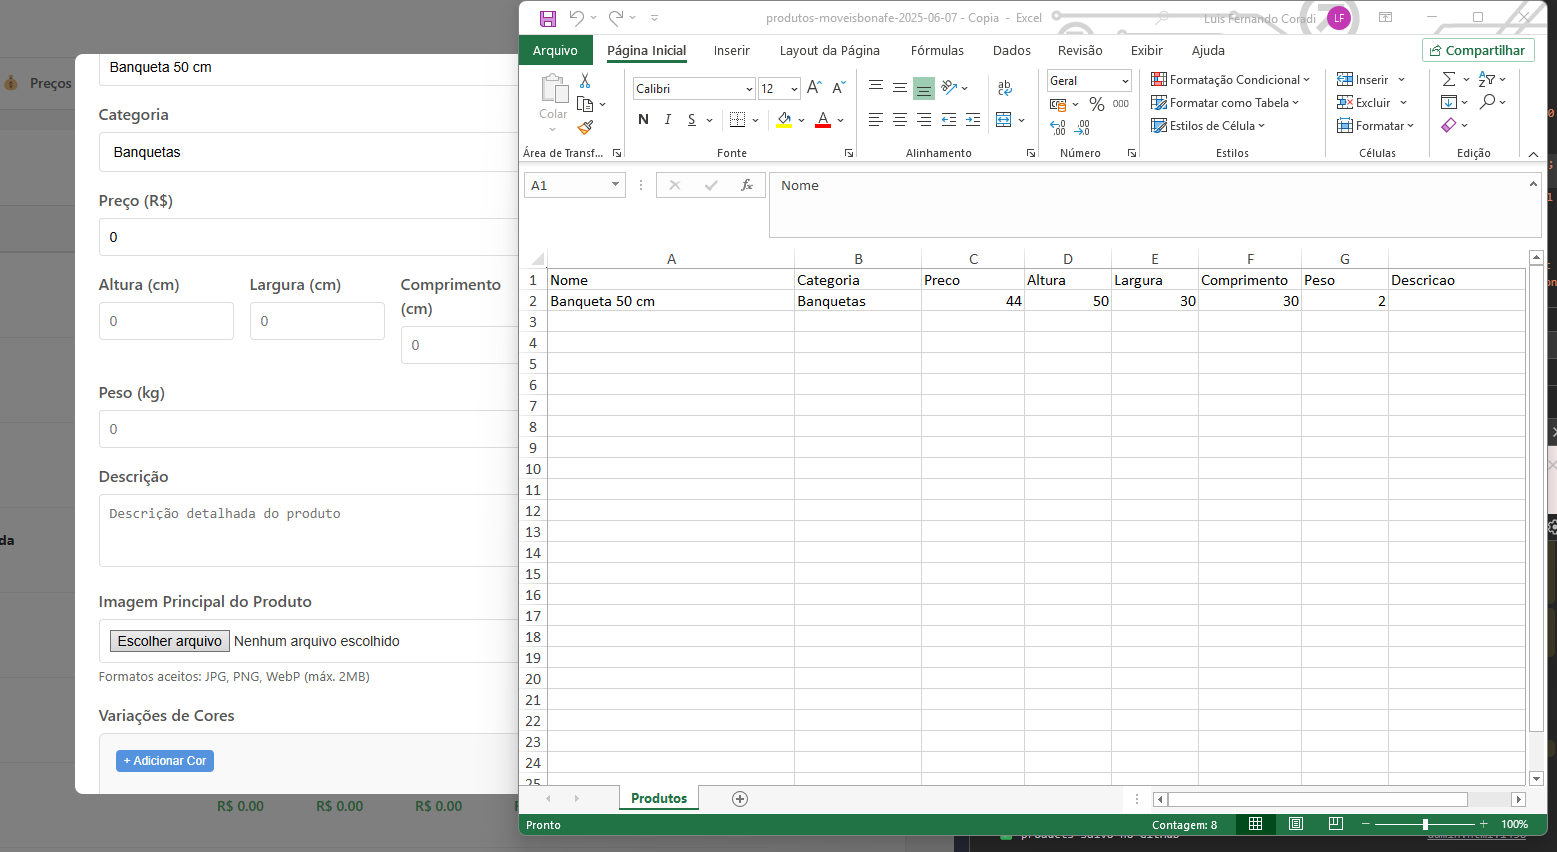 produtos-moveisbonafe-2025-06-07 - Copia - Excel
Luis Fernando Coradi
LF
Arquivo
Página Inicial
Inserir
Layout da Página
Fórmulas
Dados
Revisão
Exibir
Ajuda
Compartilhar
Colar
Calibri
12
N I S
Geral
Formatação Condicional
Formatar como Tabela
Estilos de Célula
Inserir
Excluir
Formatar
Área de Transf...
Fonte
Alinhamento
Número
Estilos
Células
Edição
A1
fx
Nome
A B C D E F G
1 Nome Categoria Preco Altura Largura Comprimento Peso Descricao
2 Banqueta 50 cm Banquetas 44 50 30 30 2
3
4
5
6
7
8
9
10
11
12
13
14
15
16
17
18
19
20
21
22
23
24
25
Produtos
Pronto
Contagem: 8
100%
Preços
Banqueta 50 cm
Categoria
Banquetas
Preço (R$)
0
Altura (cm)
Largura (cm)
Comprimento
(cm)
0
0
0
Peso (kg)
0
Descrição
Descrição detalhada do produto
da
Imagem Principal do Produto
Escolher arquivo Nenhum arquivo escolhido
Formatos aceitos: JPG, PNG, WebP (máx. 2MB)
Variações de Cores
+ Adicionar Cor
R$ 0.00 R$ 0.00 R$ 0.00